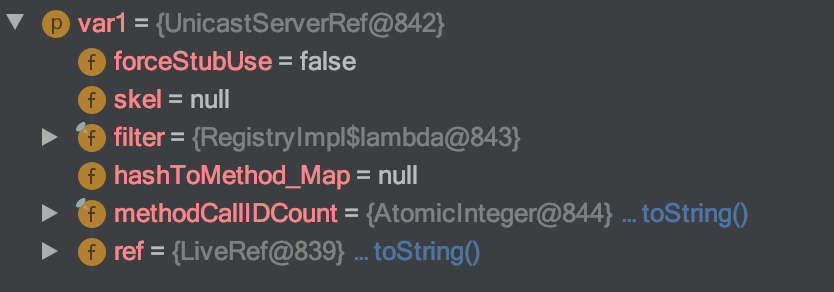 p var1 = {UnicastServerRef@842}
f forceStubUse = false
f skel = null
f filter = {RegistryImpl$lambda@843}
f hashToMethod_Map = null
f methodCallIDCount = {AtomicInteger@844} ... toString()
f ref = {LiveRef@839} ... toString()